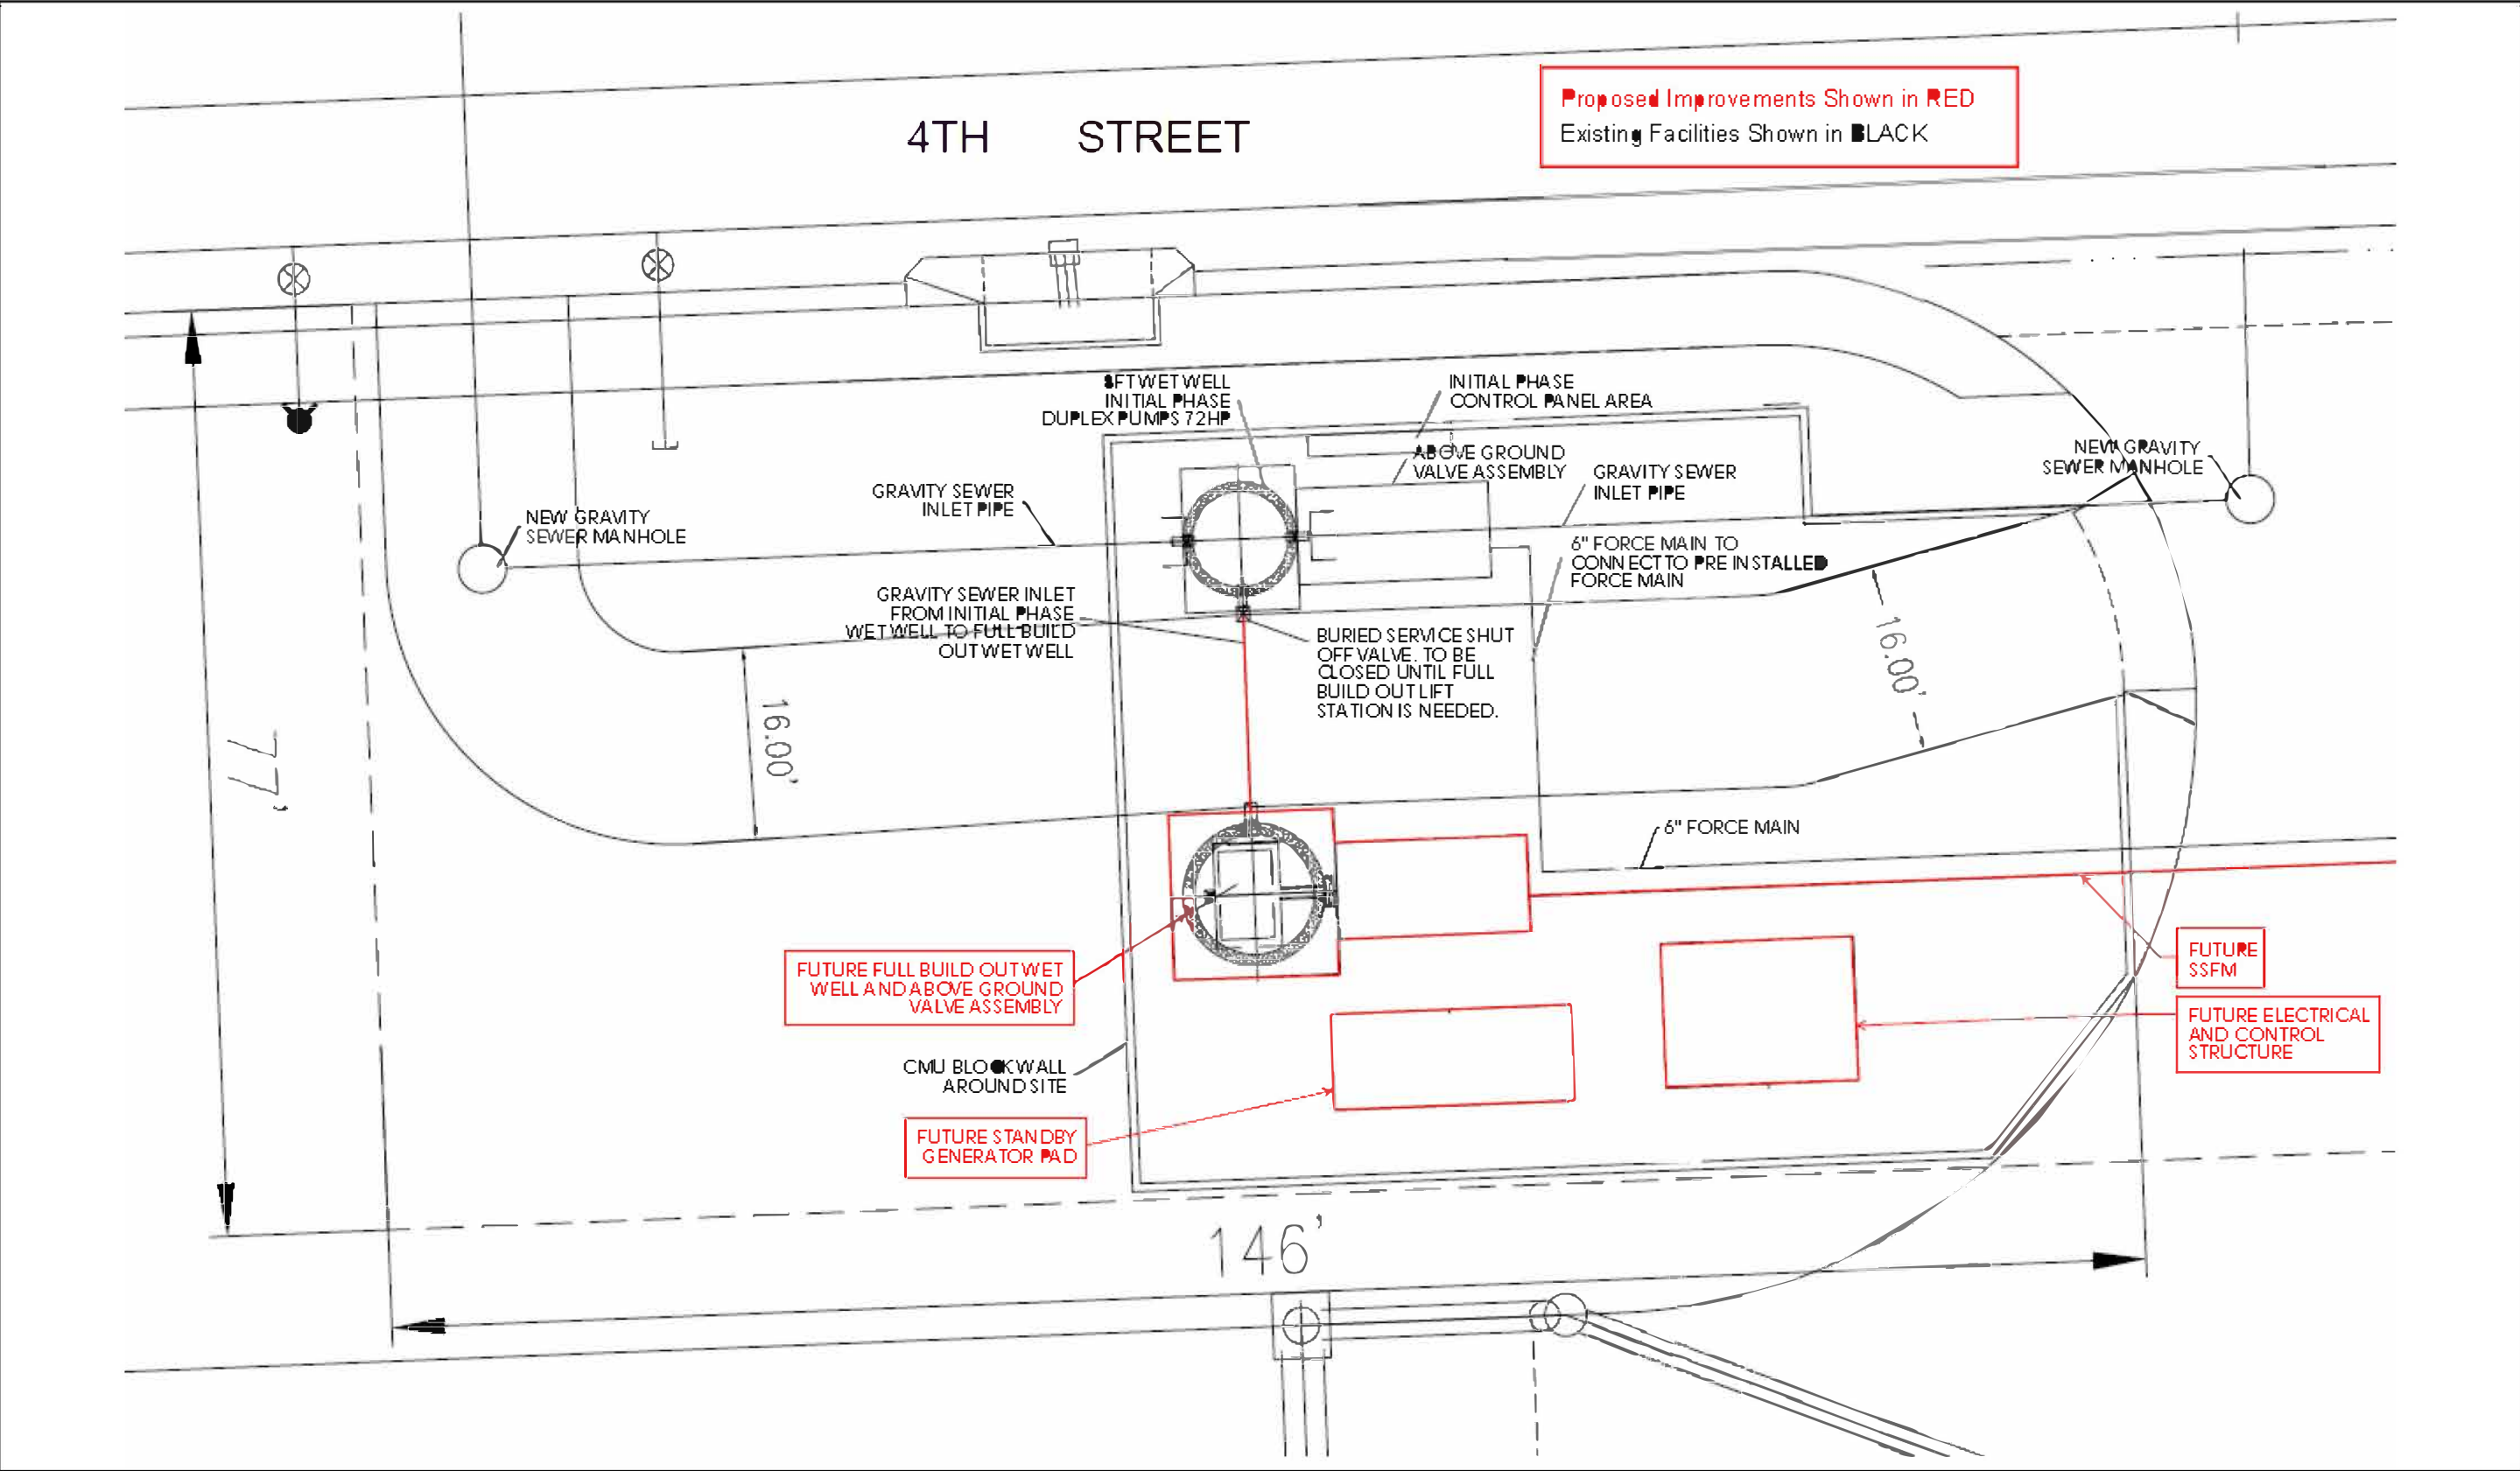 4TH STREET
Proposed Improvements Shown in RED
Existing Facilities Shown in BLACK
8FT WET WELL
INITIAL PHASE
DUPLEX PUMPS 72HP
INITIAL PHASE
CONTROL PANEL AREA
ABOVE GROUND
VALVE ASSEMBLY
GRAVITY SEWER
INLET PIPE
NEW GRAVITY
SEWER MANHOLE
GRAVITY SEWER
INLET PIPE
NEW GRAVITY
SEWER MANHOLE
6" FORCE MAIN TO
CONNECT TO PRE INSTALLED
FORCE MAIN
GRAVITY SEWER INLET
FROM INITIAL PHASE
WET WELL TO FULL BUILD
OUT WET WELL
BURIED SERVICE SHUT
OFF VALVE. TO BE
CLOSED UNTIL FULL
BUILD OUT LIFT
STATION IS NEEDED.
16.00'
16.00'
77'
6" FORCE MAIN
FUTURE FULL BUILD OUT WET
WELL AND ABOVE GROUND
VALVE ASSEMBLY
FUTURE
SSFM
FUTURE ELECTRICAL
AND CONTROL
STRUCTURE
CMU BLOCK WALL
AROUND SITE
FUTURE STANDBY
GENERATOR PAD
146'